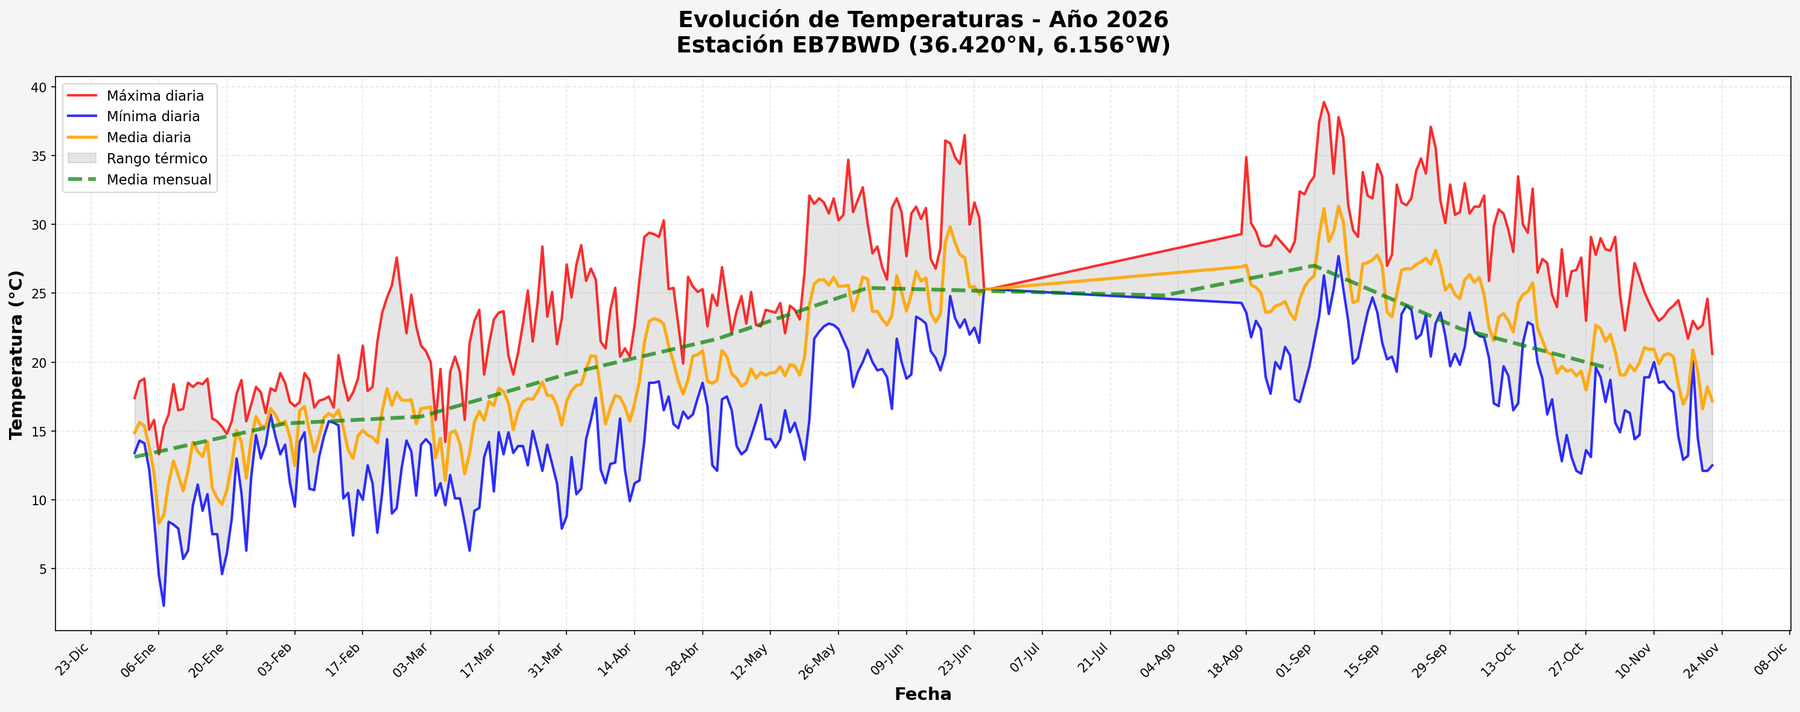 Evolución de Temperaturas - Año 2026
Estación EB7BWD (36.420°N, 6.156°W)
Máxima diaria
Mínima diaria
Media diaria
Rango térmico
Media mensual
Temperatura (°C)
40
35
30
25
20
15
10
5
23-Dic
06-Ene
20-Ene
03-Feb
17-Feb
03-Mar
17-Mar
31-Mar
14-Abr
28-Abr
12-May
26-May
09-Jun
23-Jun
07-Jul
21-Jul
04-Ago
18-Ago
01-Sep
15-Sep
29-Sep
13-Oct
27-Oct
10-Nov
24-Nov
08-Dic
Fecha